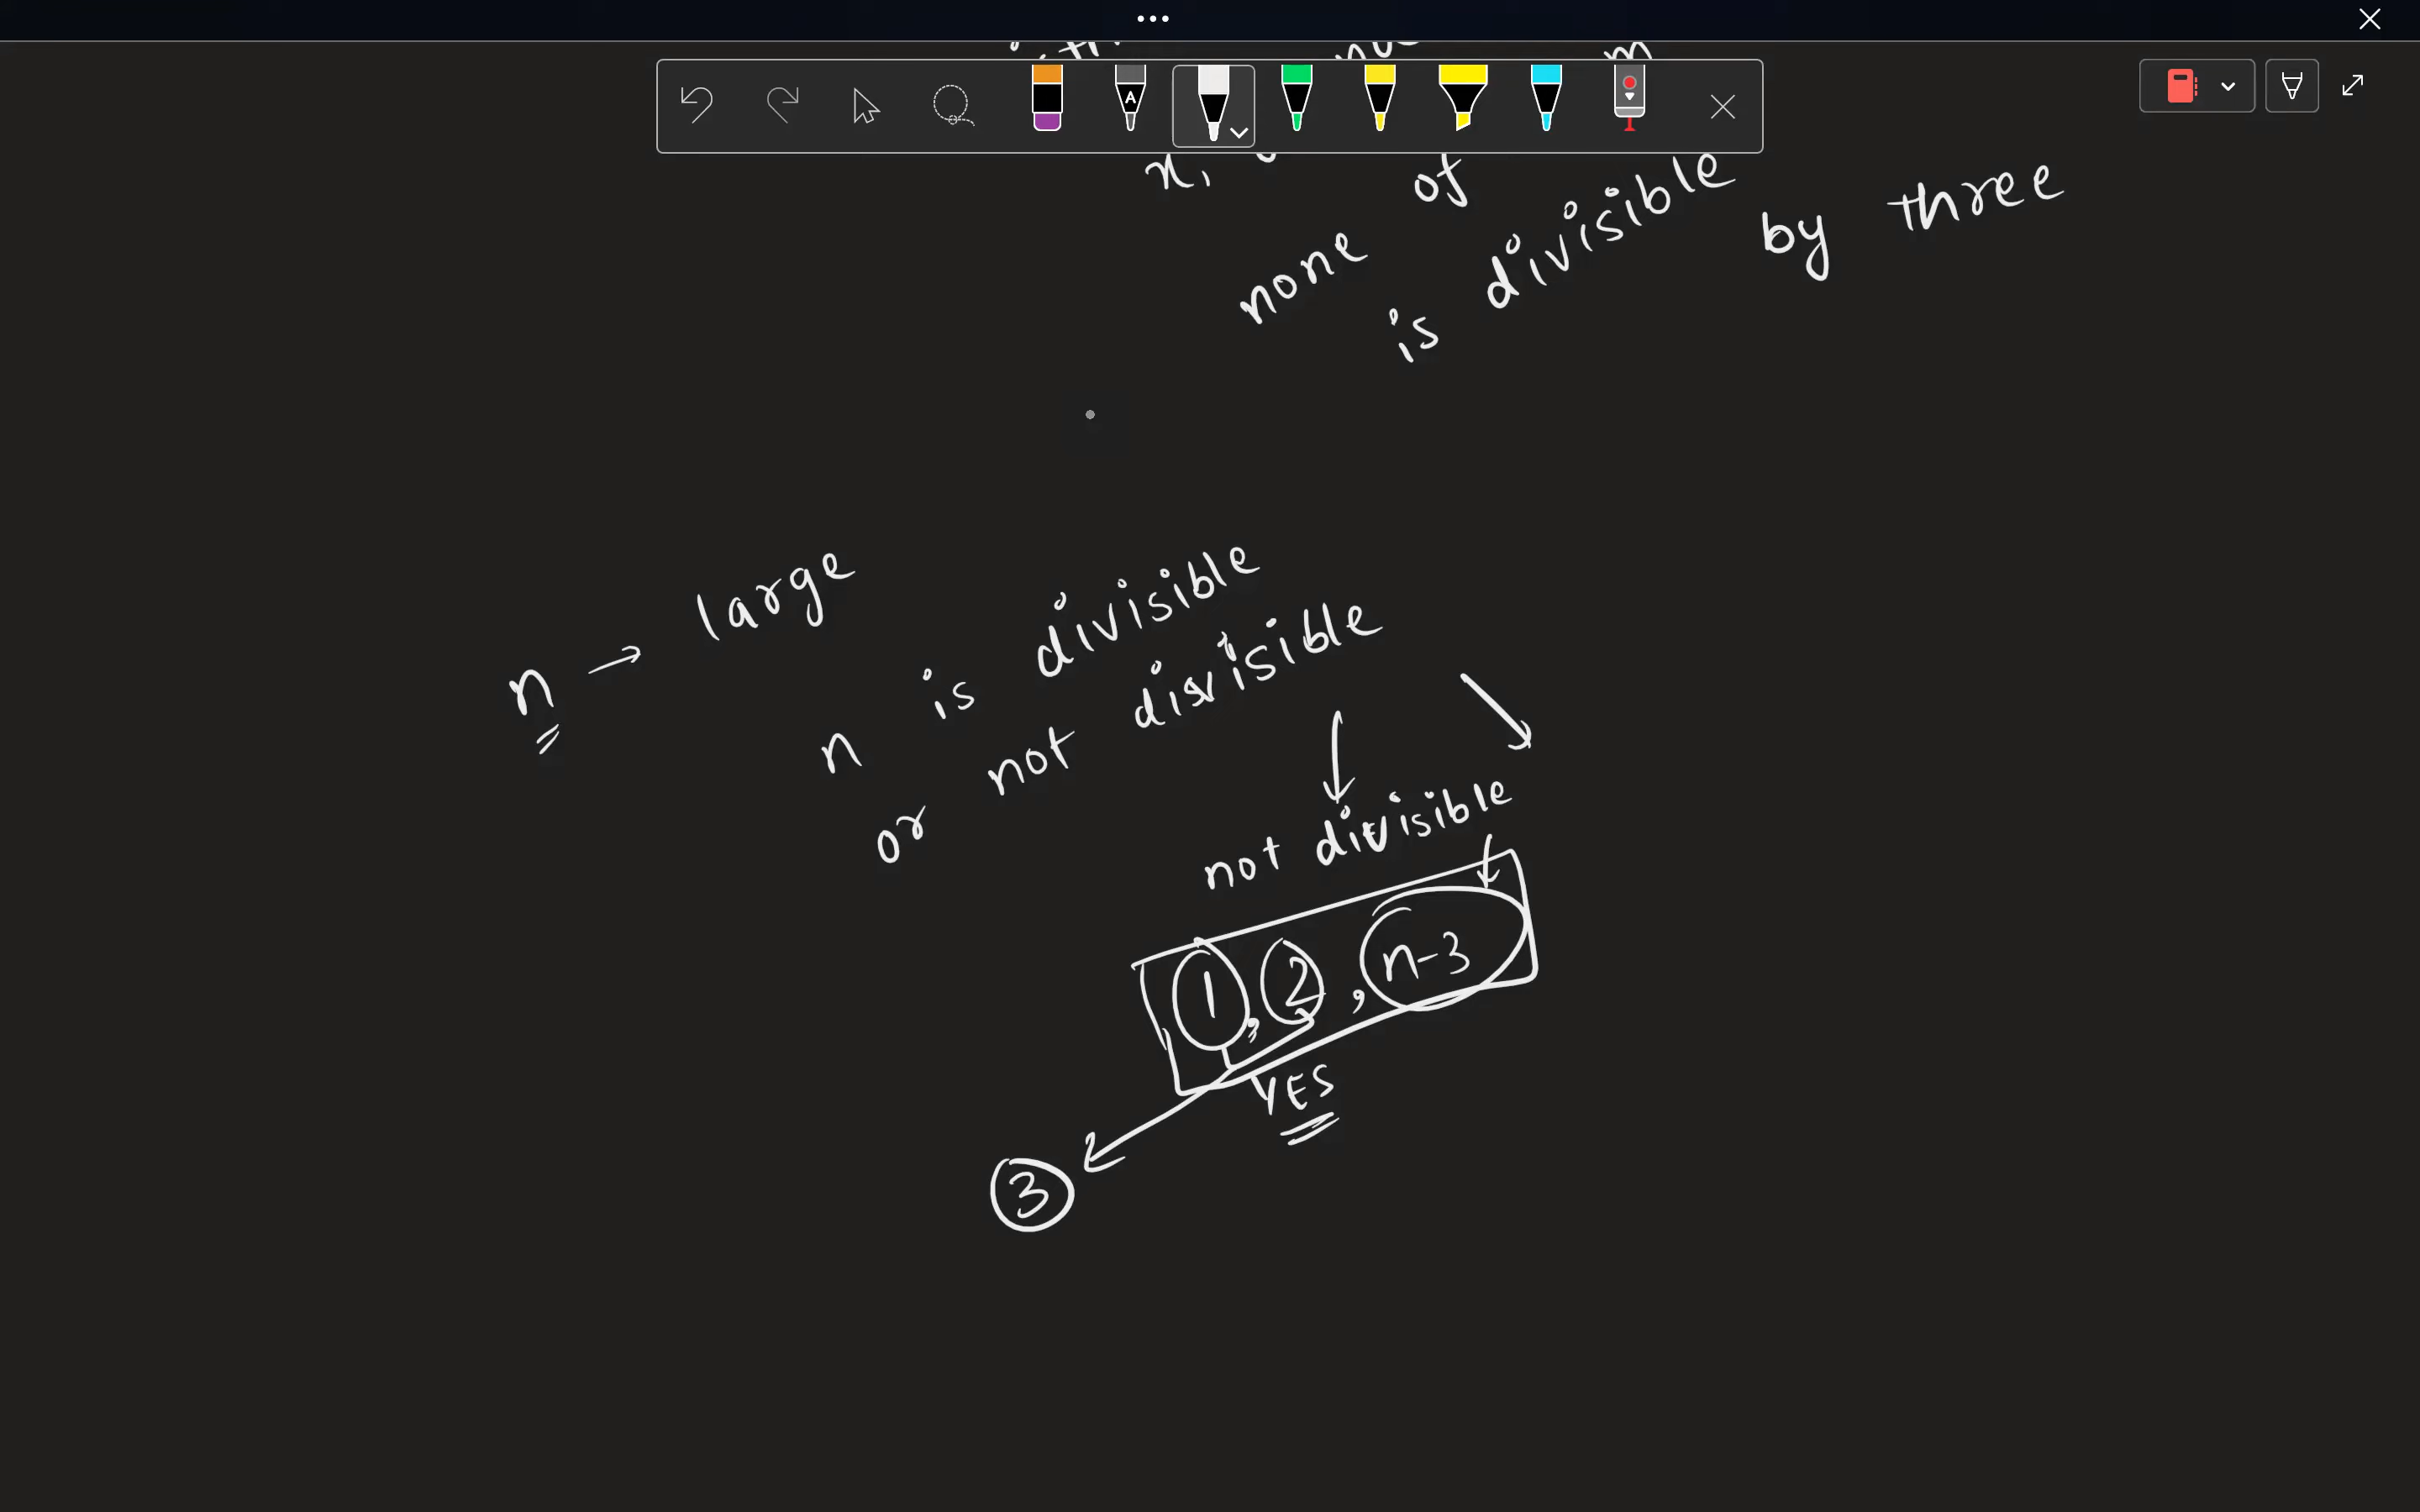 x,
none of
is divisible by three
n → large
n is divisible
or not divisible
not divisible
1, 2, n-3
YES
3
A